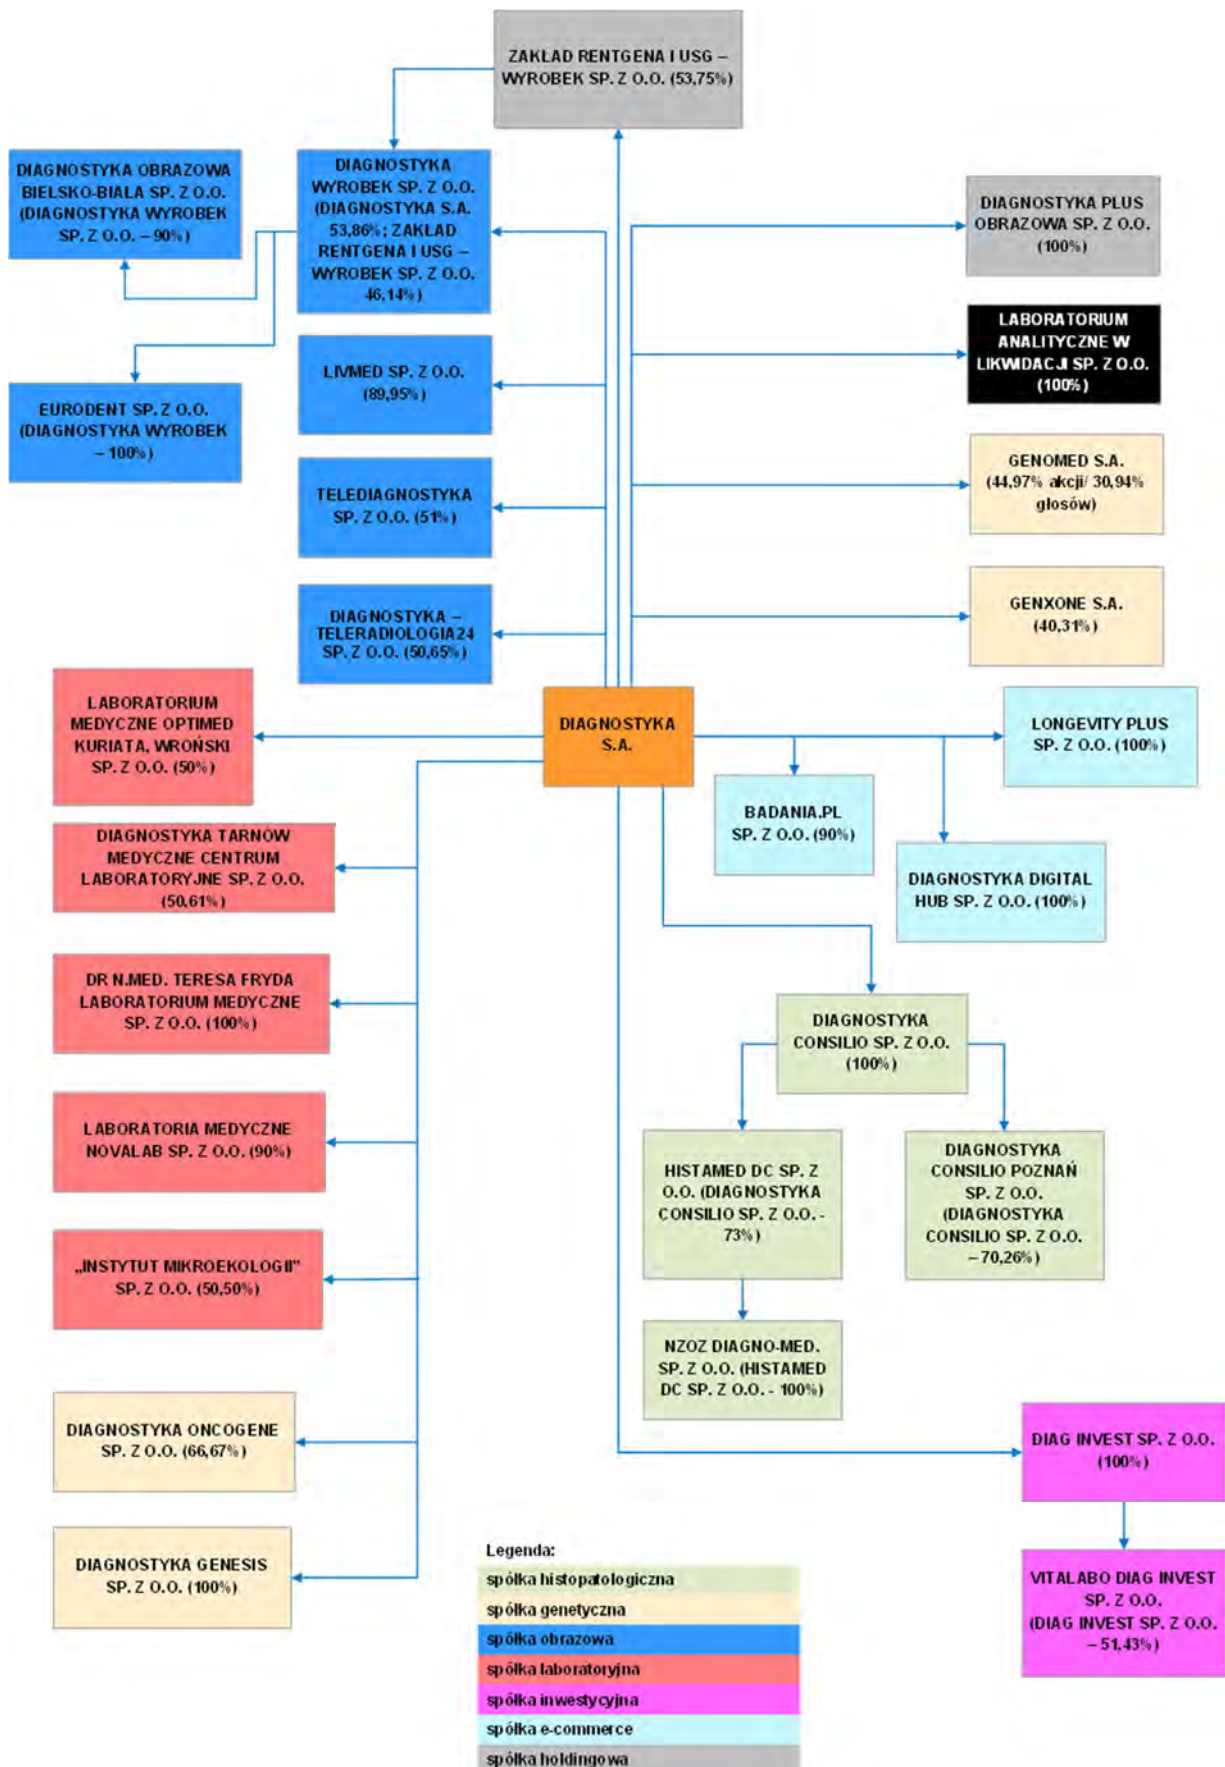 ZAKŁAD RENTGENA I USG –
WYROBEK SP. Z O.O. (53,75%)
DIAGNOSTYKA OBRAZOWA
BIELSKO-BIALA SP. Z O.O.
(DIAGNOSTYKA WYROBEK
SP. Z O.O. – 90%)
DIAGNOSTYKA
WYROBEK SP. Z O.O.
(DIAGNOSTYKA S.A.
53,86%; ZAKŁAD
RENTGENA I USG –
WYROBEK SP. Z O.O.
46,14%)
DIAGNOSTYKA PLUS
OBRAZOWA SP. Z O.O.
(100%)
LABORATORIUM
ANALITYCZNE W
LIKWIDACJI SP. Z O.O.
(100%)
LIVMED SP. Z O.O.
(89,95%)
EURODENT SP. Z O.O.
(DIAGNOSTYKA WYROBEK
– 100%)
GENOMED S.A.
(44,97% akcji/ 30,94%
głosów)
TELEDIAGNOSTYKA
SP. Z O.O. (51%)
GENXONE S.A.
(40,31%)
DIAGNOSTYKA –
TELERADIOLOGIA24
SP. Z O.O. (50,65%)
LABORATORIUM
MEDYCZNE OPTIMED
KURIATA, WROŃSKI
SP. Z O.O. (50%)
DIAGNOSTYKA
S.A.
LONGEVITY PLUS
SP. Z O.O. (100%)
BADANIA.PL
SP. Z O.O. (90%)
DIAGNOSTYKA DIGITAL
HUB SP. Z O.O. (100%)
DIAGNOSTYKA TARNÓW
MEDYCZNE CENTRUM
LABORATORYJNE SP. Z O.O.
(50,61%)
DR N.MED. TERESA FRYDA
LABORATORIUM MEDYCZNE
SP. Z O.O. (100%)
DIAGNOSTYKA
CONSILIO SP. Z O.O.
(100%)
LABORATORIA MEDYCZNE
NOVALAB SP. Z O.O. (90%)
HISTAMED DC SP. Z
O.O. (DIAGNOSTYKA
CONSILIO SP. Z O.O. -
73%)
DIAGNOSTYKA
CONSILIO POZNAŃ
SP. Z O.O.
(DIAGNOSTYKA
CONSILIO SP. Z O.O.
– 70,26%)
„INSTYTUT MIKROEKOLOGII”
SP. Z O.O. (50,50%)
NZOZ DIAGNO-MED.
SP. Z O.O. (HISTAMED
DC SP. Z O.O. - 100%)
DIAGNOSTYKA ONCOGENE
SP. Z O.O. (66,67%)
DIAG INVEST SP. Z O.O.
(100%)
DIAGNOSTYKA GENESIS
SP. Z O.O. (100%)
VITALABO DIAG INVEST
SP. Z O.O.
(DIAG INVEST SP. Z O.O.
– 51,43%)
Legenda:
spółka histopatologiczna
spółka genetyczna
spółka obrazowa
spółka laboratoryjna
spółka inwestycyjna
spółka e-commerce
spółka holdingowa